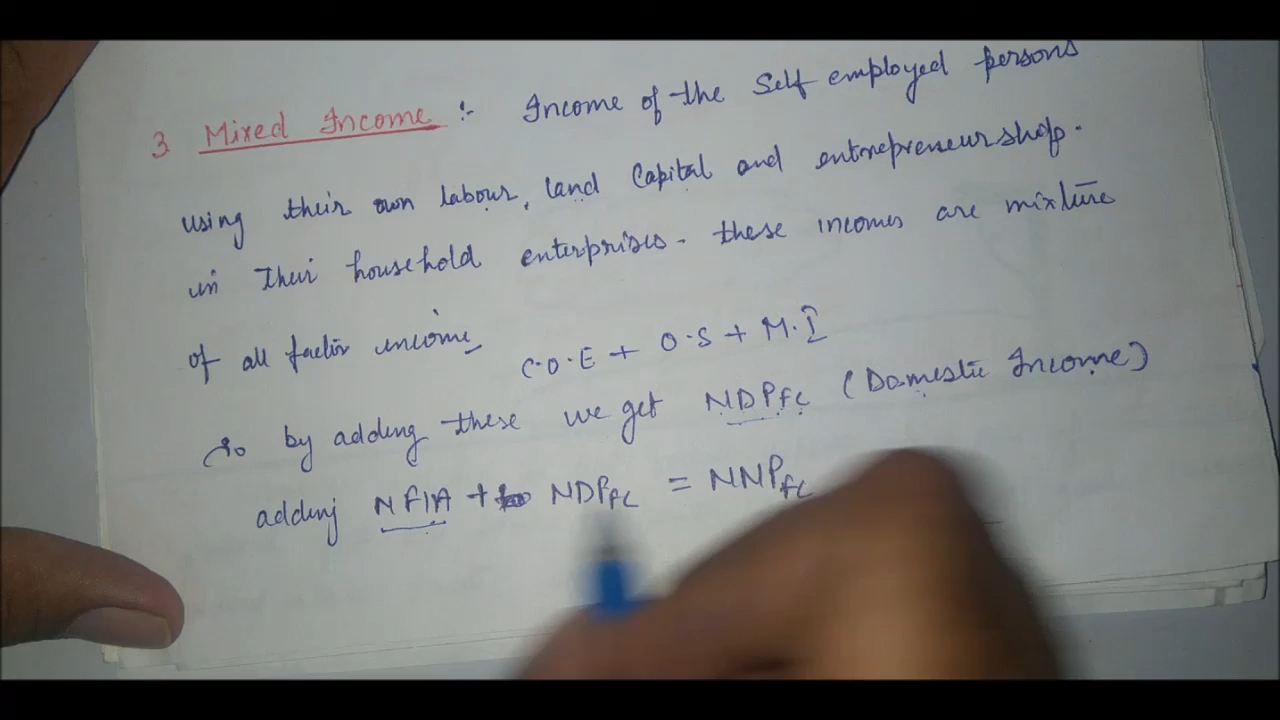 3 Mixed Income :- Income of the Self employed persons
using their own labour, land Capital and entrepreneurshop.
in Their household enterprises. these incomes are mixture
of all factor income
C.O.E + O.S + M.I
So by adding these we get NDPFC (Domestic Income)
adding NFIA + NDPFC = NNPFC